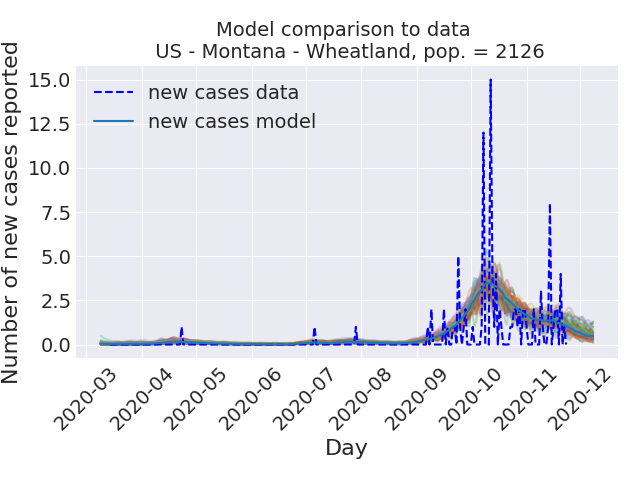 Model comparison to data
US - Montana - Wheatland, pop. = 2126
Number of new cases reported
15.0
12.5
10.0
7.5
5.0
2.5
0.0
new cases data
new cases model
2020-03
2020-04
2020-05
2020-06
2020-07
2020-08
2020-09
2020-10
2020-11
2020-12
Day